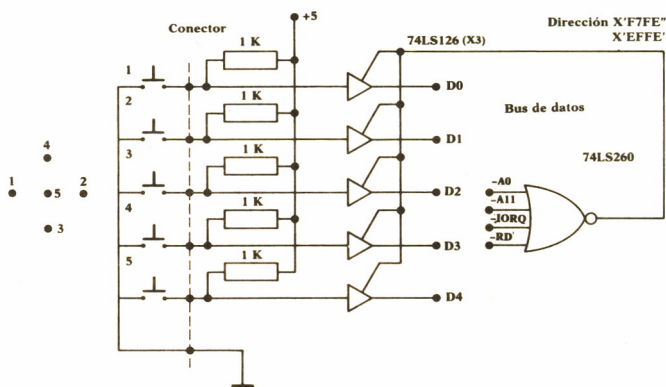 +5
Dirección X'F7FE"
X'EFFE'
Conector
74LS126 (X3)
1 K
1
D0
2
1 K
Bus de datos
3
D1
74LS260
1 K
4
D2
1
5
2
-A0
-A11
-IORQ
-RD'
4
1 K
3
D3
5
1 K
D4